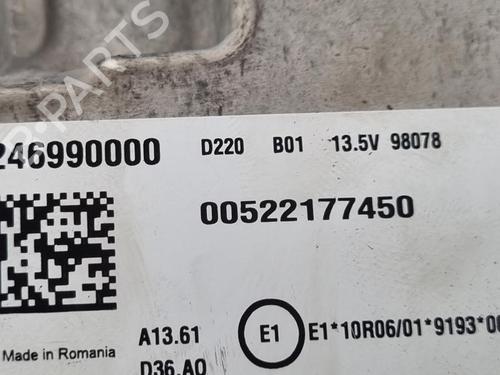 246990000 D220 B01 13.5V 98078
00522177450
A13.61 E1 E1*10R06/01*9193*0
Made in Romania
D36.A0
PARTS